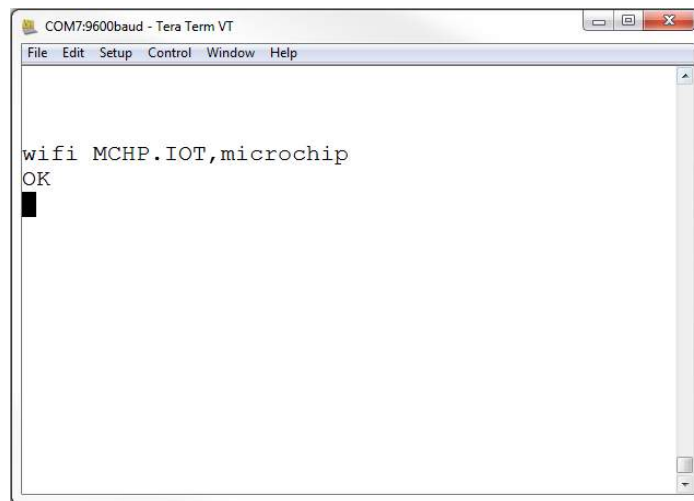 COM7:9600baud - Tera Term VT
File Edit Setup Control Window Help
wifi MCHP.IOT,microchip
OK